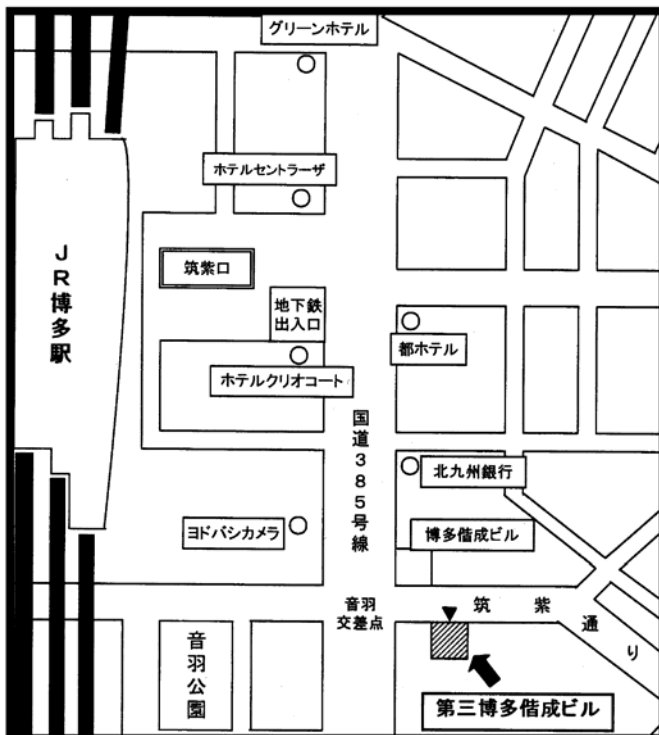 グリーンホテル
ホテルセントラーザ
JR博多駅
筑紫口
地下鉄
出入口
都ホテル
ホテルクリオコート
国道385号線
北九州銀行
ヨドバシカメラ
博多偕成ビル
音羽
交差点
筑紫通り
音羽公園
第三博多偕成ビル